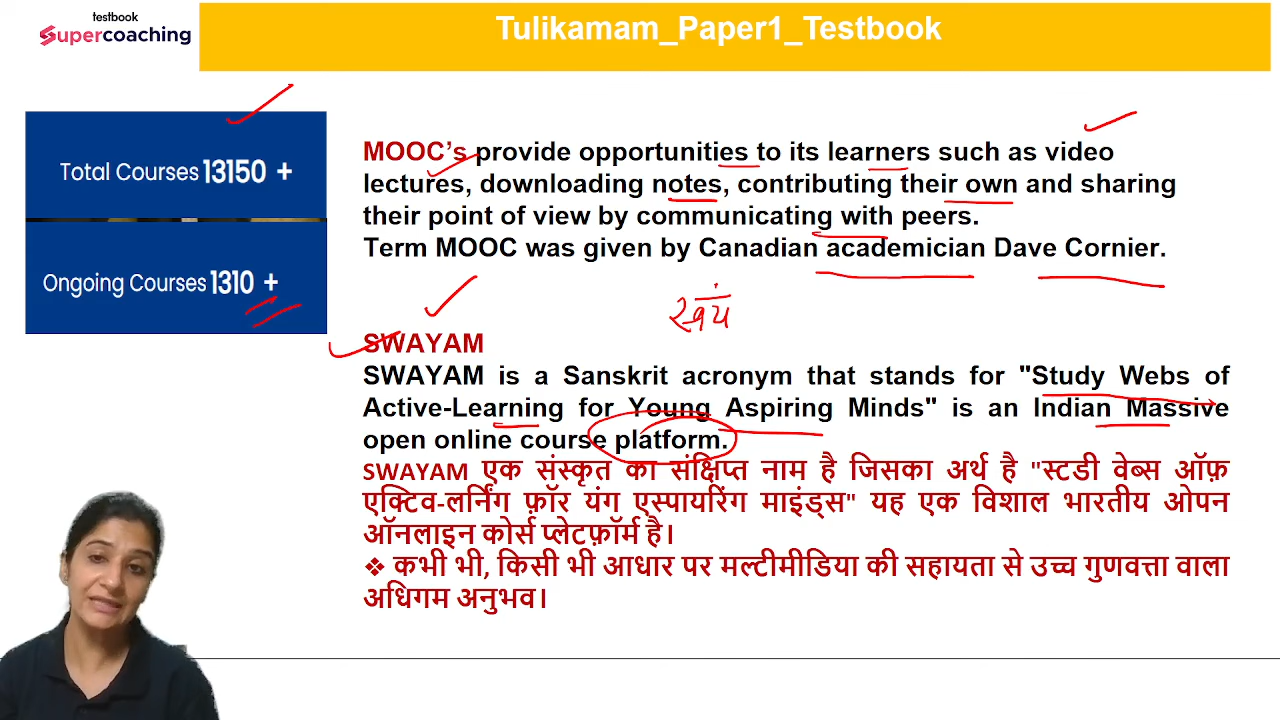 testbook
Supercoaching
Tulikamam_Paper1_Testbook
Total Courses 13150 +
Ongoing Courses 1310 +
MOOC's provide opportunities to its learners such as video
lectures, downloading notes, contributing their own and sharing
their point of view by communicating with peers.
Term MOOC was given by Canadian academician Dave Cornier.
स्वयं
SWAYAM
SWAYAM is a Sanskrit acronym that stands for "Study Webs of
Active-Learning for Young Aspiring Minds" is an Indian Massive
open online course platform.
SWAYAM एक संस्कृत का संक्षिप्त नाम है जिसका अर्थ है "स्टडी वेब्स ऑफ़
एक्टिव-लर्निंग फ़ॉर यंग एस्पायरिंग माइंड्स" यह एक विशाल भारतीय ओपन
ऑनलाइन कोर्स प्लेटफ़ॉर्म है।
❖ कभी भी, किसी भी आधार पर मल्टीमीडिया की सहायता से उच्च गुणवत्ता वाला
अधिगम अनुभव।